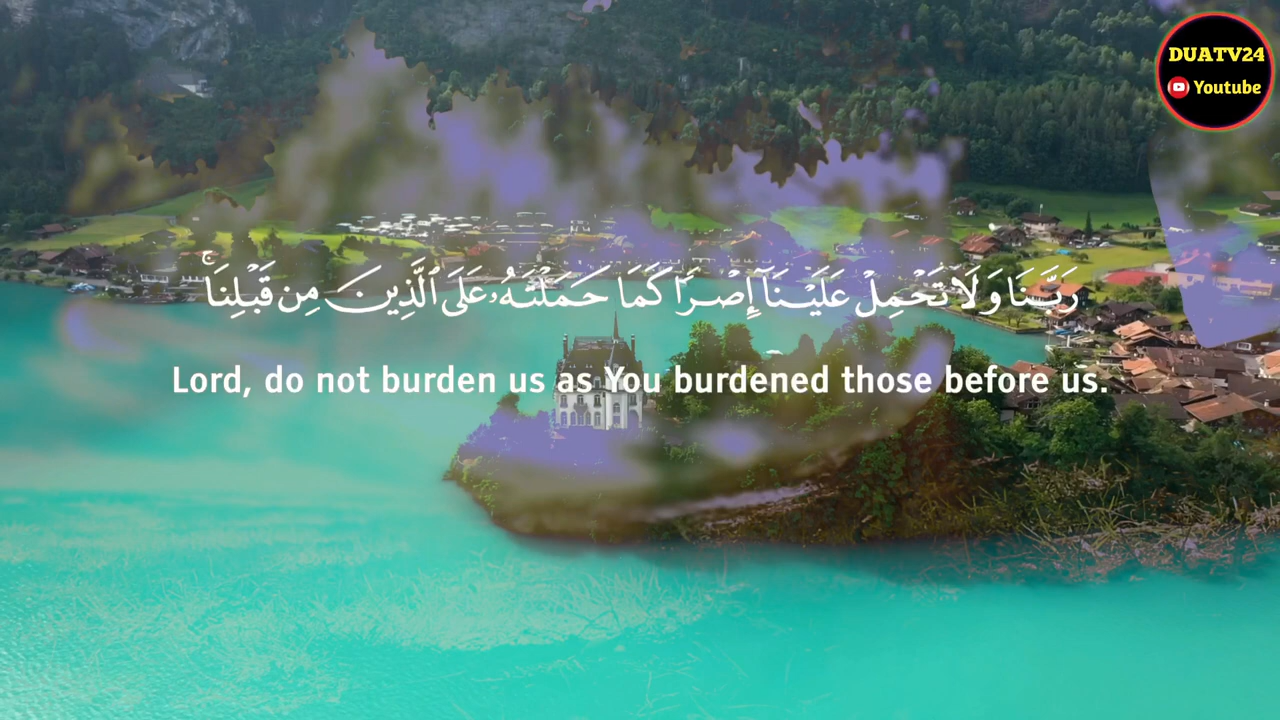 DUATV24
Youtube
رَبَّنَا وَلَا تَحْمِلْ عَلَيْنَآ إِصْرًا كَمَا حَمَلْتَهُۥ عَلَى ٱلَّذِينَ مِن قَبْلِنَاۚ
Lord, do not burden us as You burdened those before us.